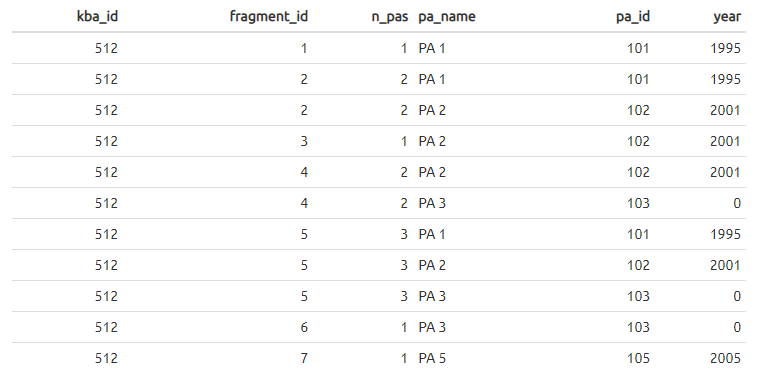 kba_id fragment_id n_pas pa_name pa_id year
512 1 1 PA 1 101 1995
512 2 2 PA 1 101 1995
512 2 2 PA 2 102 2001
512 3 1 PA 2 102 2001
512 4 2 PA 2 102 2001
512 4 2 PA 3 103 0
512 5 3 PA 1 101 1995
512 5 3 PA 2 102 2001
512 5 3 PA 3 103 0
512 6 1 PA 3 103 0
512 7 1 PA 5 105 2005